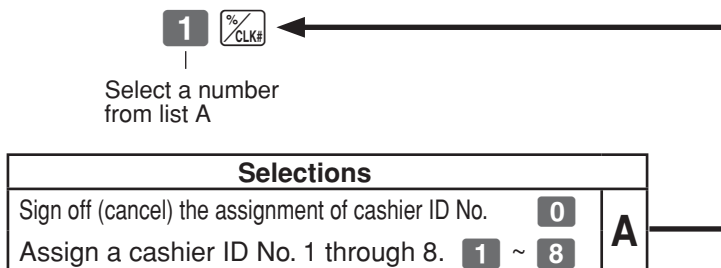 1 %/CLK#
Select a number
from list A
Selections
Sign off (cancel) the assignment of cashier ID No. 0
A
Assign a cashier ID No. 1 through 8. 1 ~ 8